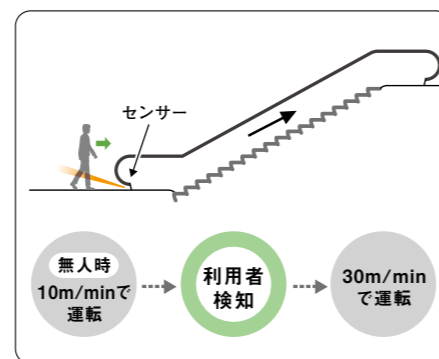 センサー
無人時
10m/minで
運転
利用者
検知
30m/min
で運転